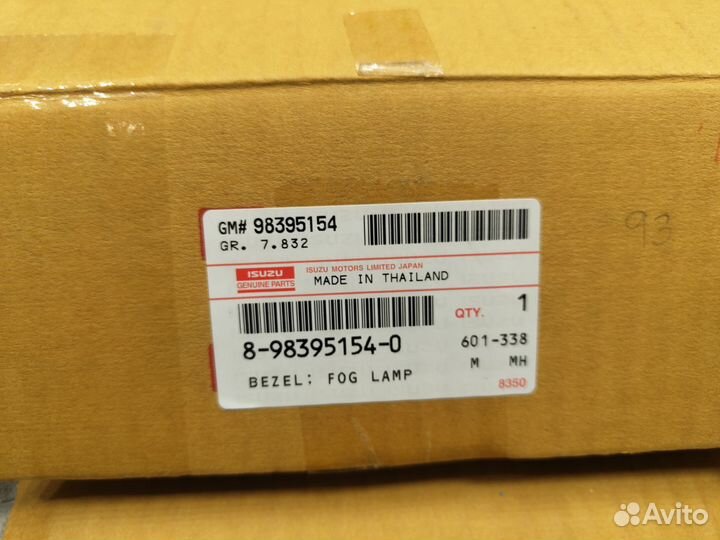 GM# 98395154
GR. 7.832
ISUZU
GENUINE PARTS
ISUZU MOTORS LIMITED JAPAN
MADE IN THAILAND
QTY. 1
8-98395154-0
601-338
BEZEL; FOG LAMP
M MH
8350
93
Avito